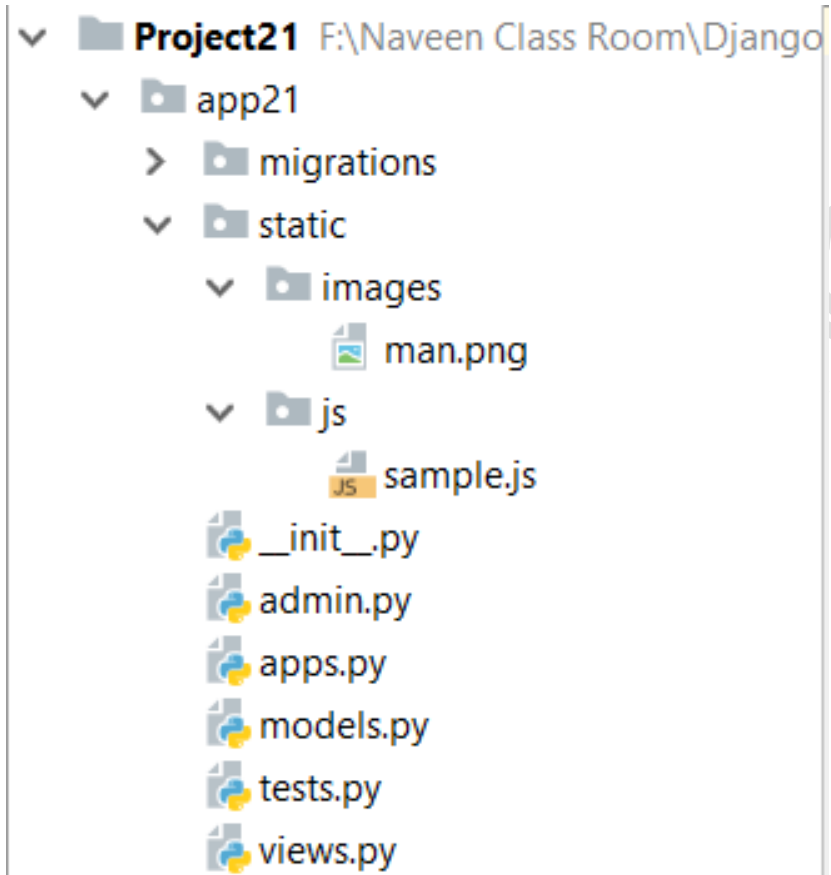 Project21 F:\Naveen Class Room\Django
app21
migrations
static
images
man.png
js
JS sample.js
__init__.py
admin.py
apps.py
models.py
tests.py
views.py